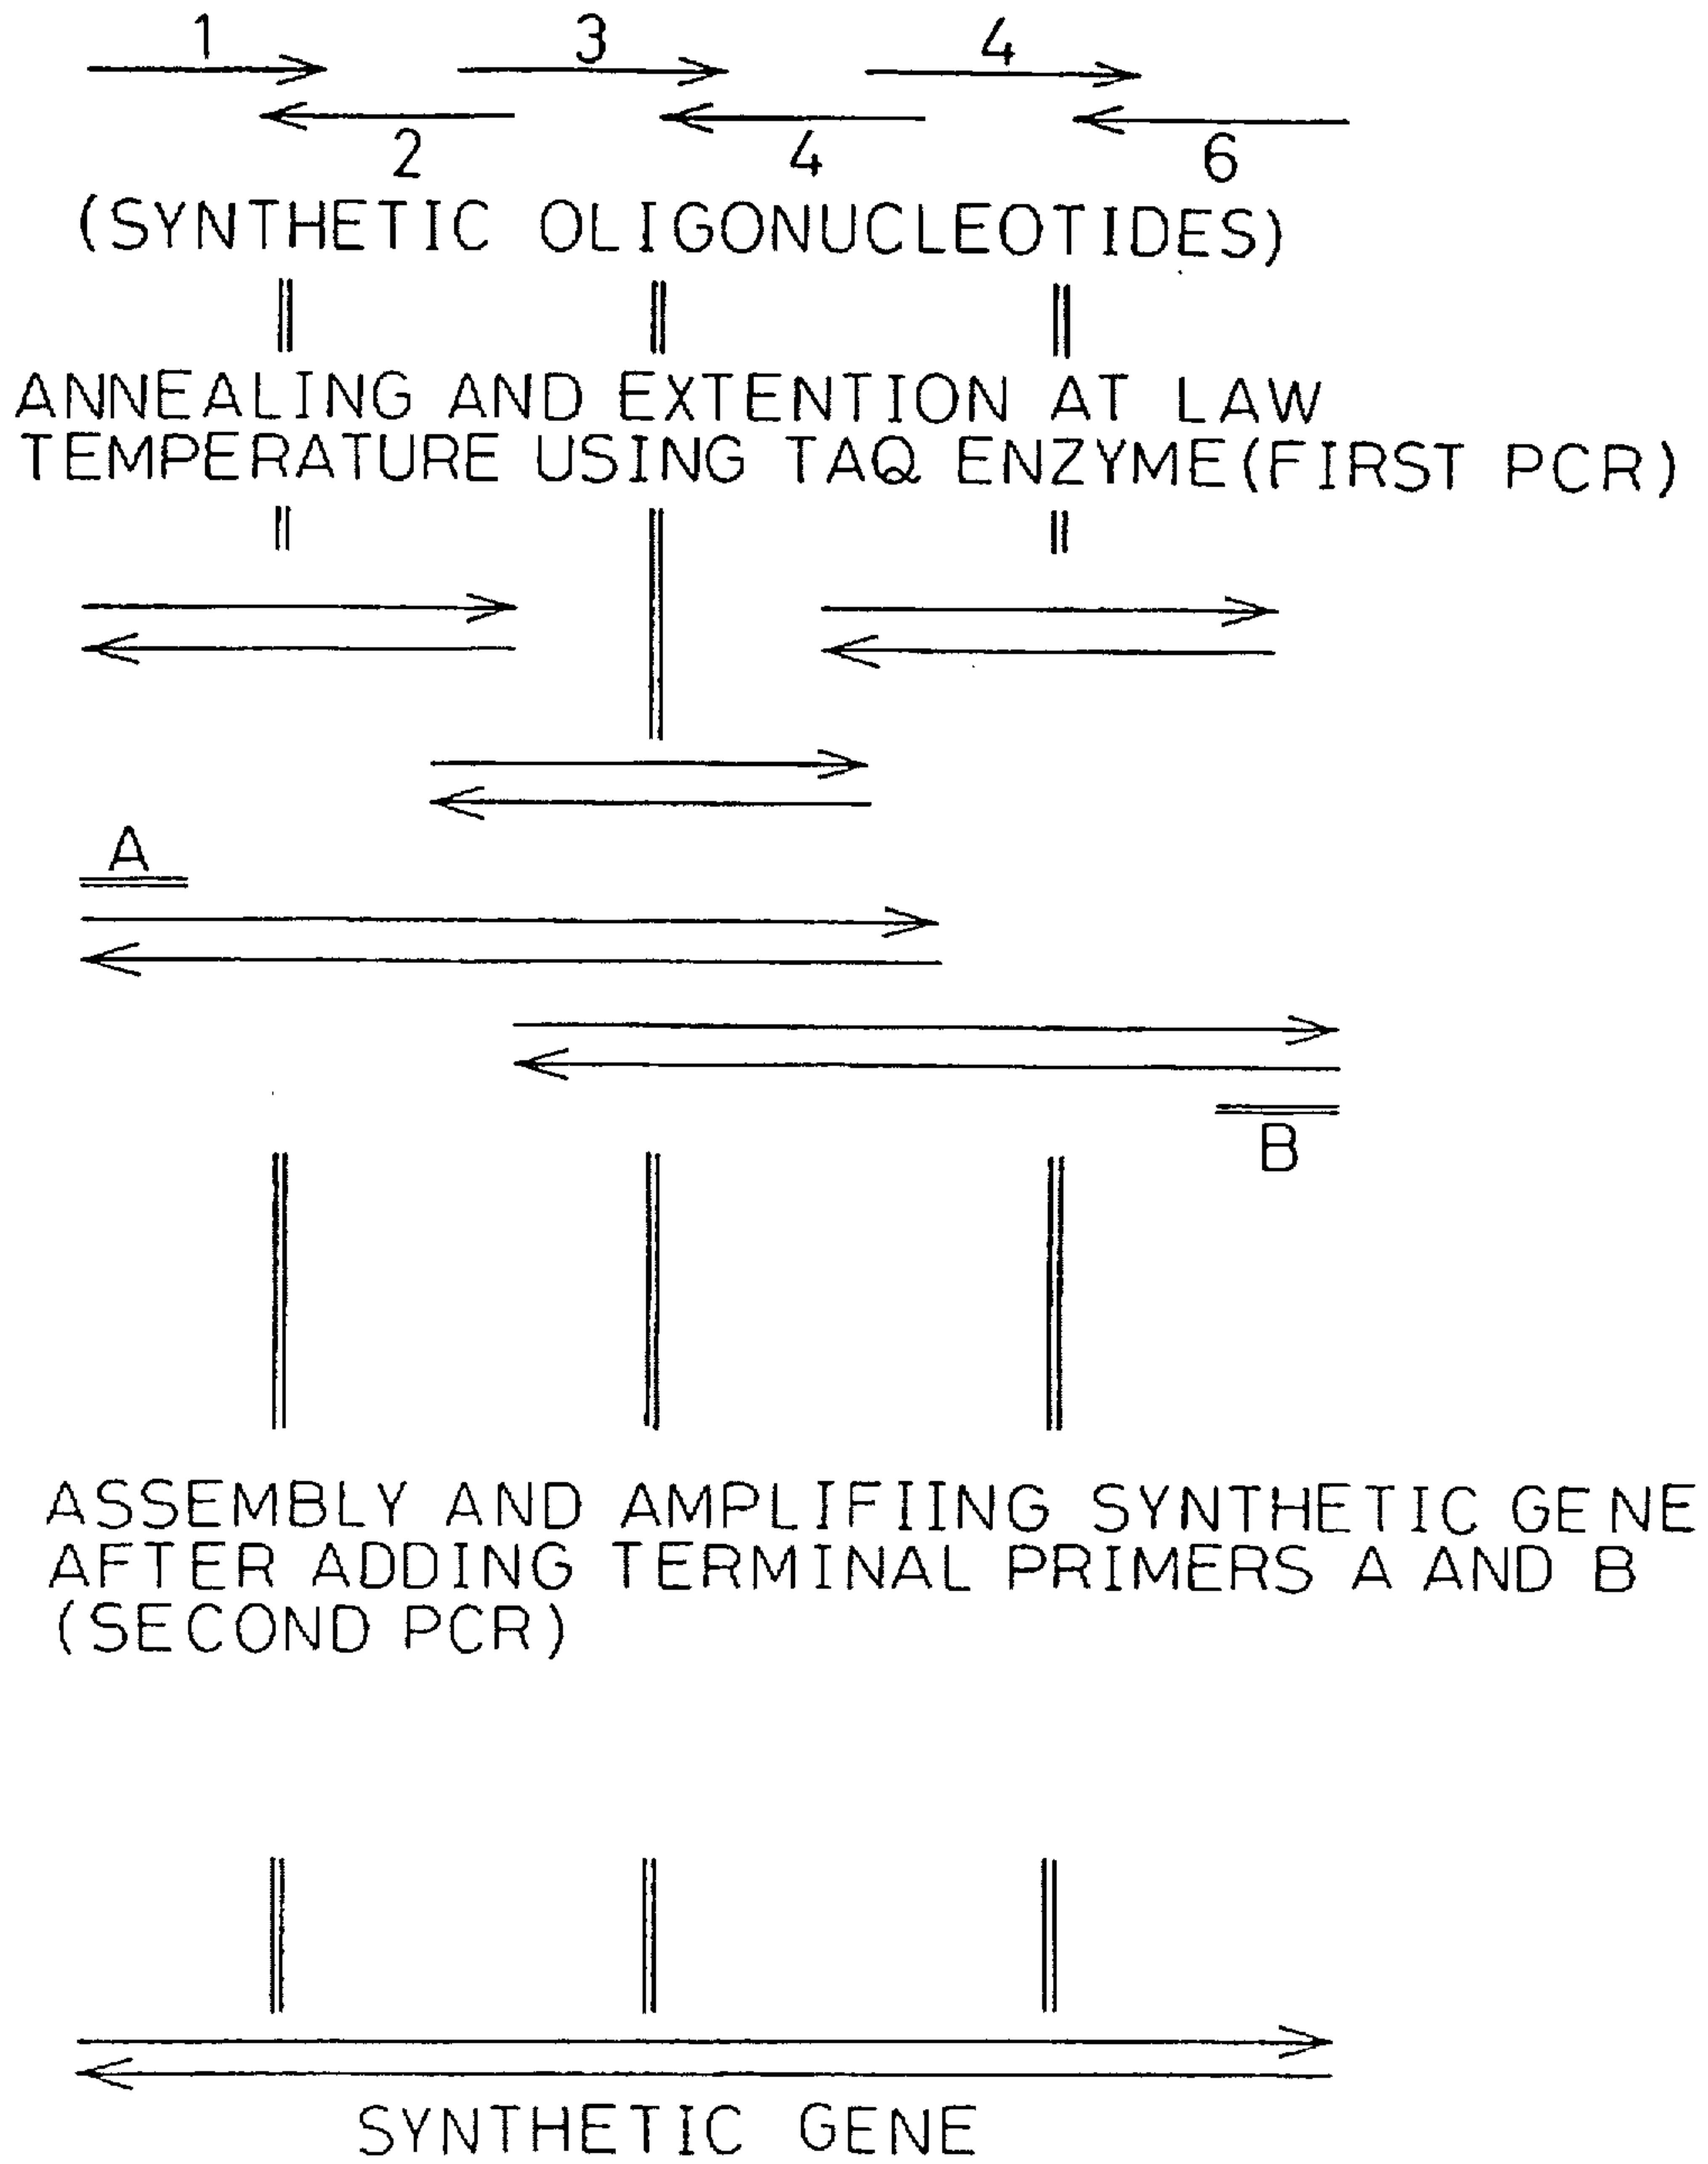 1 3 4
2 4 6
(SYNTHETIC OLIGONUCLEOTIDES)
ANNEALING AND EXTENTION AT LAW
TEMPERATURE USING TAQ ENZYME(FIRST PCR)
A
B
ASSEMBLY AND AMPLIFIING SYNTHETIC GENE
AFTER ADDING TERMINAL PRIMERS A AND B
(SECOND PCR)
SYNTHETIC GENE